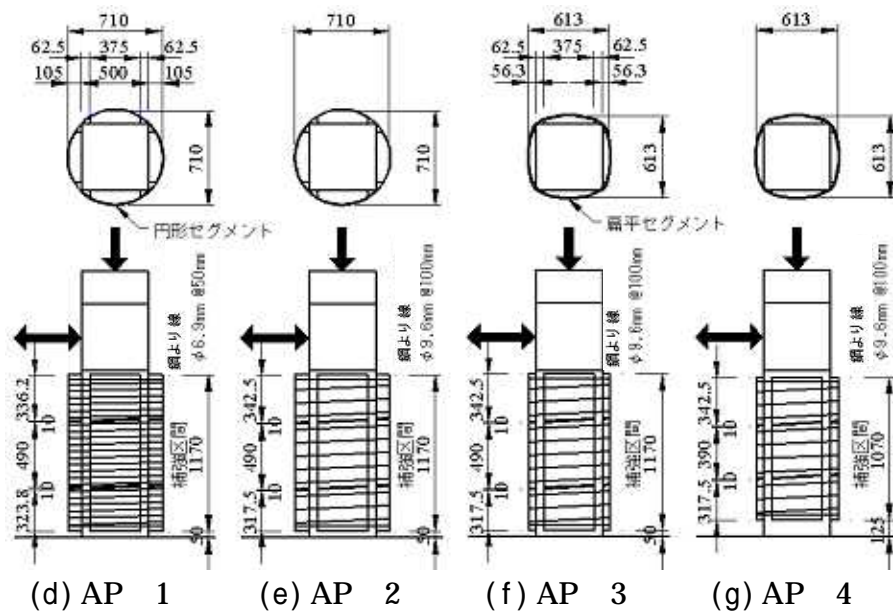 710
62.5 375 62.5
105 500 105
710
円形セグメント
鋼より線
φ6.9mm @50mm
336.2
10
490
10
323.8
補強区間
1170
50
(d) AP 1
710
710
鋼より線
φ9.6mm @100mm
342.5
10
490
10
317.5
補強区間
1170
50
(e) AP 2
613
62.5 375 62.5
56.3 56.3
613
扁平セグメント
鋼より線
φ9.6mm @100mm
342.5
10
490
10
317.5
補強区間
1170
50
(f) AP 3
613
613
鋼より線
φ9.6mm @100mm
342.5
10
390
10
317.5
補強区間
1070
125
(g) AP 4